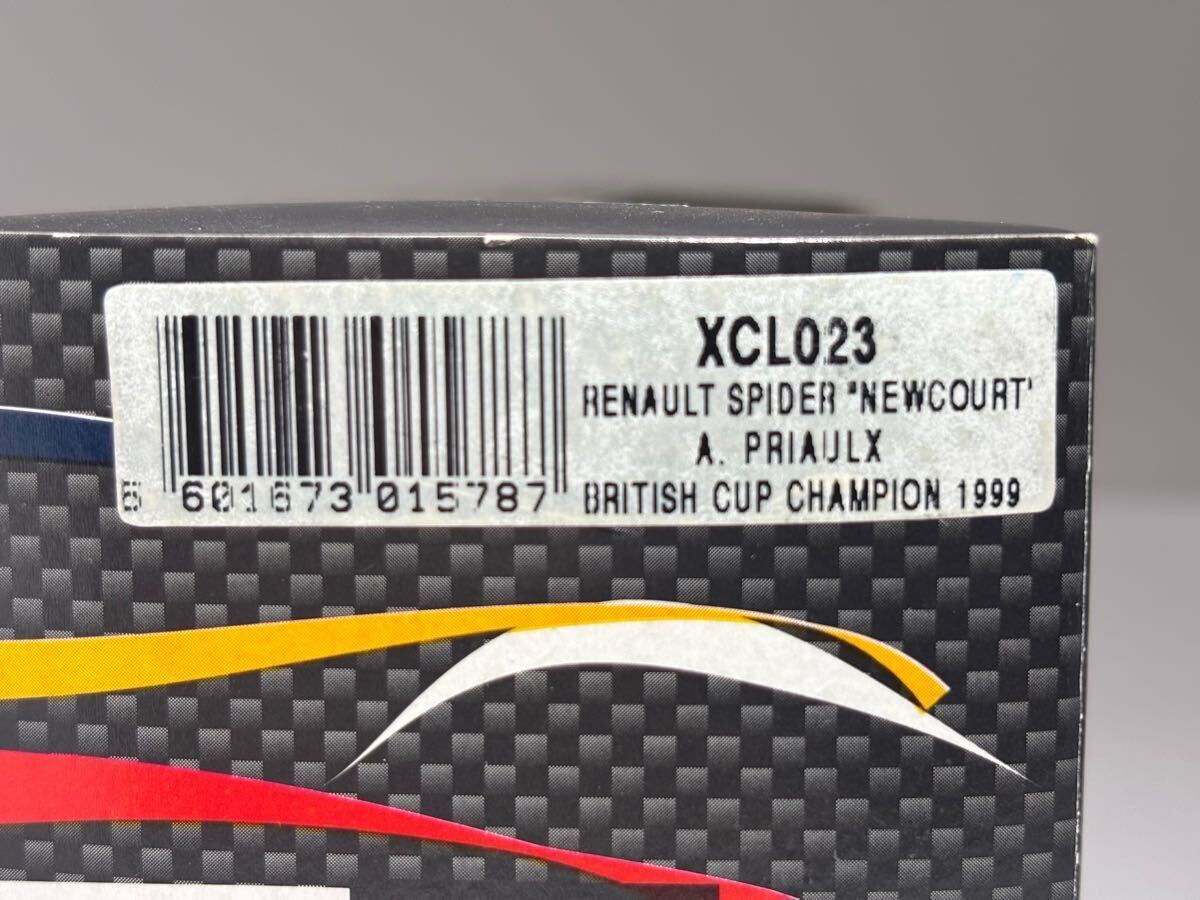 XCL023
RENAULT SPIDER "NEWCOURT"
A. PRIAULX
BRITISH CUP CHAMPION 1999
5 601673 015787